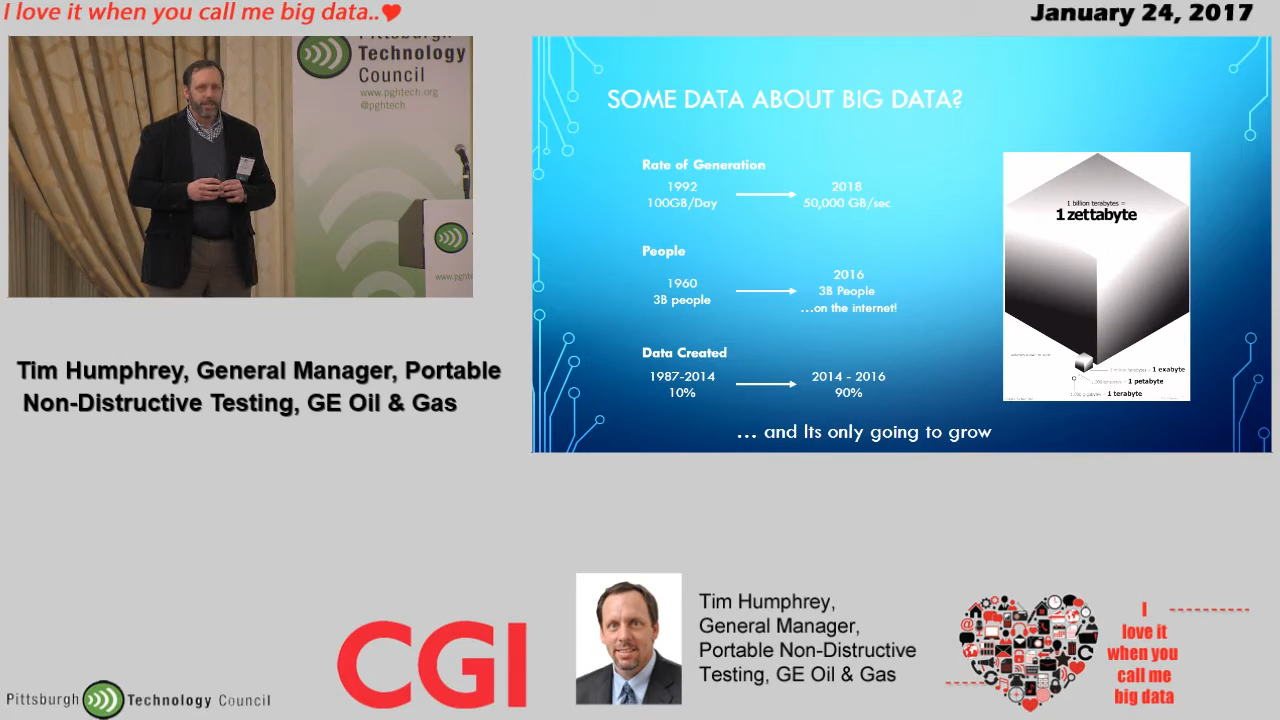 I love it when you call me big data..
January 24, 2017
Pittsburgh
Technology
Council
www.pghtech.org
@pghtech
www.pghte
SOME DATA ABOUT BIG DATA?
Rate of Generation
1992
100GB/Day
2018
50,000 GB/sec
People
1960
3B people
2016
3B People
...on the internet!
Data Created
1987-2014
10%
2014 - 2016
90%
... and Its only going to grow
1 billion terabytes =
1 zettabyte
1 exabyte
1 petabyte
1 terabyte
Tim Humphrey, General Manager, Portable
Non-Distructive Testing, GE Oil & Gas
Pittsburgh Technology Council
CGI
Tim Humphrey,
General Manager,
Portable Non-Distructive
Testing, GE Oil & Gas
I
love it
when you
call me
big data